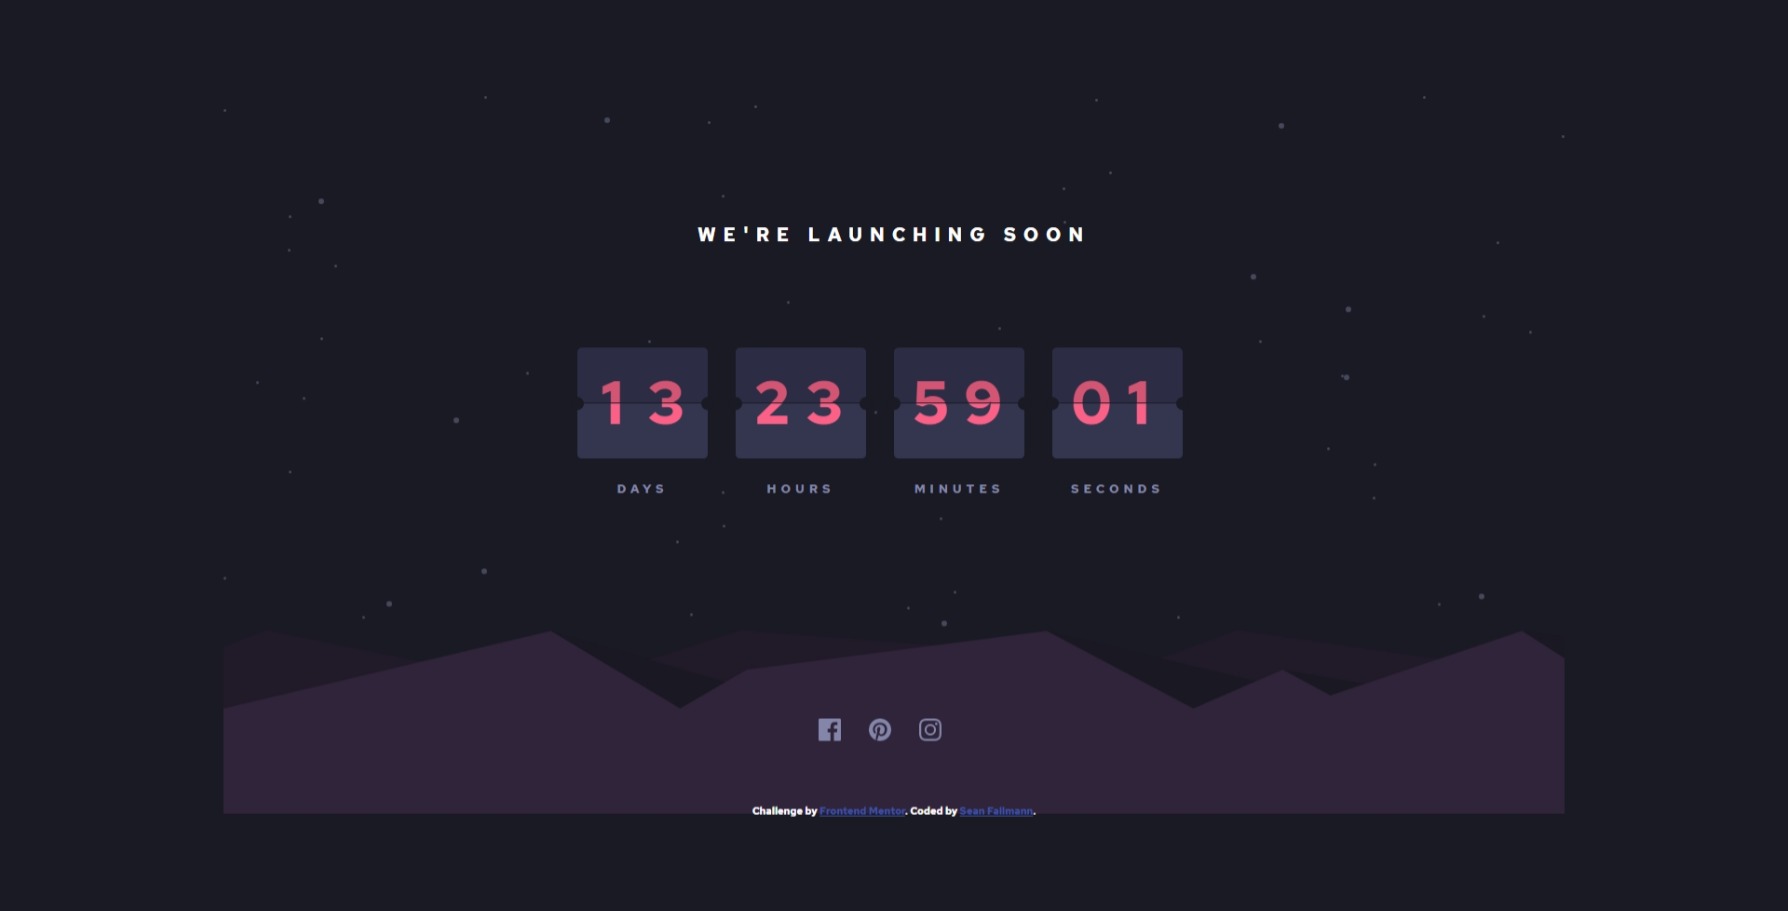 WE'RE LAUNCHING SOON
13 23 59 01
DAYS HOURS MINUTES SECONDS
Challenge by Frontend Mentor. Coded by Sean Fallmann.